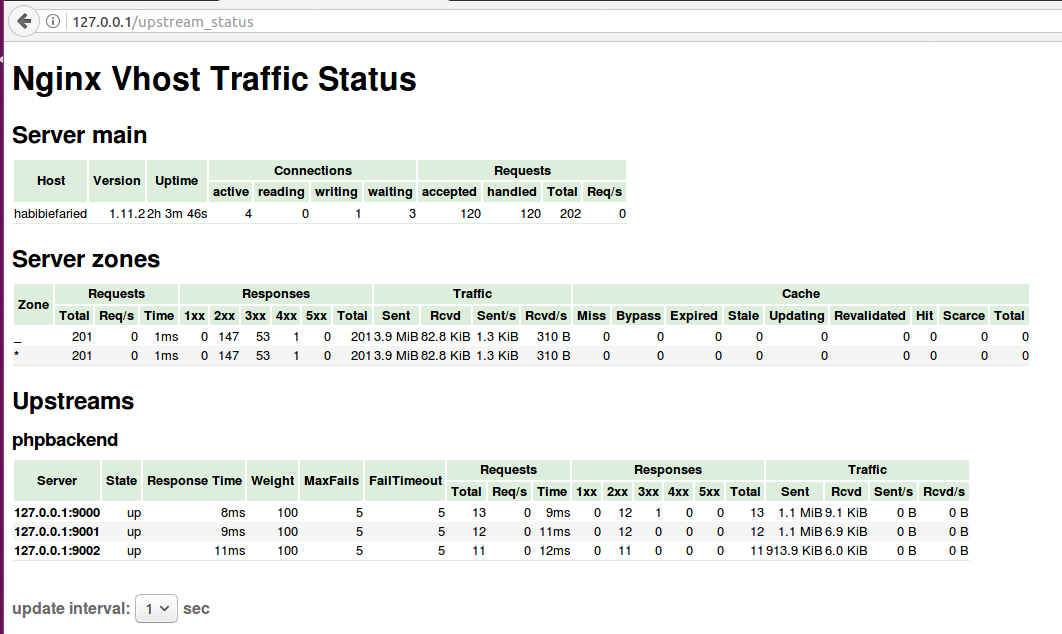 127.0.0.1/upstream_status
Nginx Vhost Traffic Status
Server main
Host Version Uptime Connections Requests
active reading writing waiting accepted handled Total Req/s
habibiefaried 1.11.2 2h 3m 46s 4 0 1 3 120 120 202 0
Server zones
Zone Requests Responses Traffic Cache
Total Req/s Time 1xx 2xx 3xx 4xx 5xx Total Sent Rcvd Sent/s Rcvd/s Miss Bypass Expired Stale Updating Revalidated Hit Scarce Total
_ 201 0 1ms 0 147 53 1 0 201 3.9 MiB 82.8 KiB 1.3 KiB 310 B 0 0 0 0 0 0 0 0 0
* 201 0 1ms 0 147 53 1 0 201 3.9 MiB 82.8 KiB 1.3 KiB 310 B 0 0 0 0 0 0 0 0 0
Upstreams
phpbackend
Server State Response Time Weight MaxFails FailTimeout Requests Responses Traffic
Total Req/s Time 1xx 2xx 3xx 4xx 5xx Total Sent Rcvd Sent/s Rcvd/s
127.0.0.1:9000 up 8ms 100 5 5 13 0 9ms 0 12 1 0 0 13 1.1 MiB 9.1 KiB 0 B 0 B
127.0.0.1:9001 up 9ms 100 5 5 12 0 11ms 0 12 0 0 0 12 1.1 MiB 6.9 KiB 0 B 0 B
127.0.0.1:9002 up 11ms 100 5 5 11 0 12ms 0 11 0 0 0 11 913.9 KiB 6.0 KiB 0 B 0 B
update interval: 1 sec